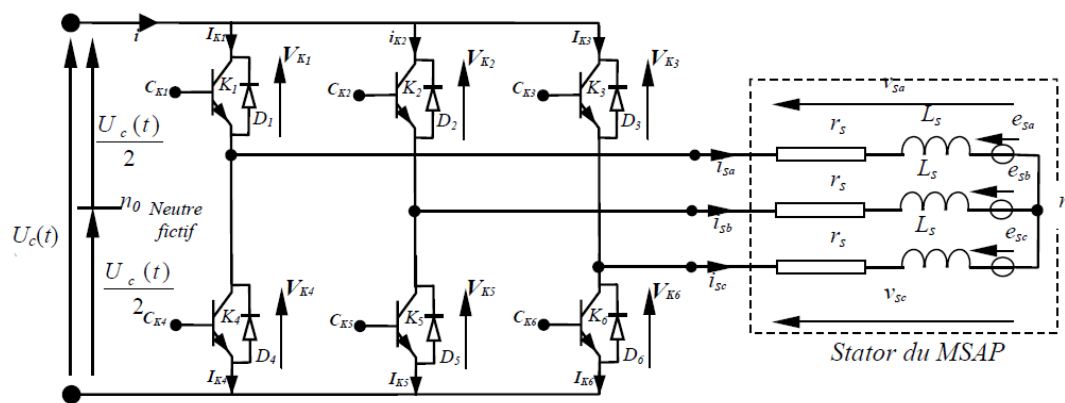 i
I_K1
i_K2
I_K3
V_K1
V_K2
V_K3
C_K1
K_1
D_1
C_K2
K_2
D_2
C_K3
K_3
D_3
U_c(t)
2
n_0 Neutre
fictif
U_c(t)
U_c(t)
2
v_sa
r_s
L_s
e_sa
i_sa
r_s
L_s
e_sb
i_sb
r_s
L_s
e_sc
i_sc
v_sc
C_K4
K_4
D_4
V_K4
C_K5
K_5
D_5
V_K5
C_K6
K_6
D_6
V_K6
I_K4
I_K5
I_K6
Stator du MSAP